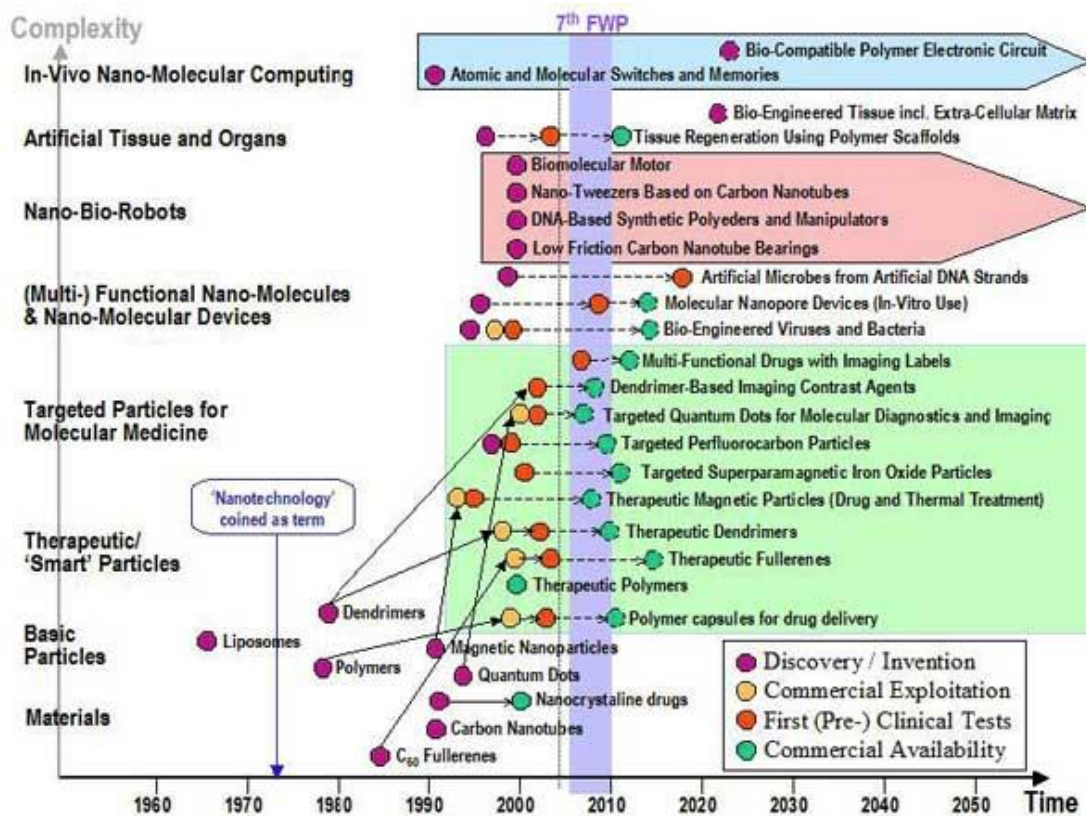 7th FWP
Complexity
Bio-Compatible Polymer Electronic Circuit
In-Vivo Nano-Molecular Computing
Atomic and Molecular Switches and Memories
Bio-Engineered Tissue incl. Extra-Cellular Matrix
Artificial Tissue and Organs
Tissue Regeneration Using Polymer Scaffolds
Biomolecular Motor
Nano-Tweezers Based on Carbon Nanotubes
Nano-Bio-Robots
DNA-Based Synthetic Polyeders and Manipulators
Low Friction Carbon Nanotube Bearings
Artificial Microbes from Artificial DNA Strands
(Multi-) Functional Nano-Molecules
& Nano-Molecular Devices
Molecular Nanopore Devices (In-Vitro Use)
Bio-Engineered Viruses and Bacteria
Multi-Functional Drugs with Imaging Labels
Dendrimer-Based Imaging Contrast Agents
Targeted Particles for
Molecular Medicine
Targeted Quantum Dots for Molecular Diagnostics and Imaging
Targeted Perfluorocarbon Particles
Targeted Superparamagnetic Iron Oxide Particles
'Nanotechnology'
coined as term
Therapeutic Magnetic Particles (Drug and Thermal Treatment)
Therapeutic/
'Smart' Particles
Therapeutic Dendrimers
Therapeutic Fullerenes
Therapeutic Polymers
Dendrimers
Polymer capsules for drug delivery
Basic
Particles
Liposomes
Magnetic Nanoparticles
Polymers
Quantum Dots
Materials
Nanocrystaline drugs
Carbon Nanotubes
C60 Fullerenes
Discovery / Invention
Commercial Exploitation
First (Pre-) Clinical Tests
Commercial Availability
1960 1970 1980 1990 2000 2010 2020 2030 2040 2050 Time